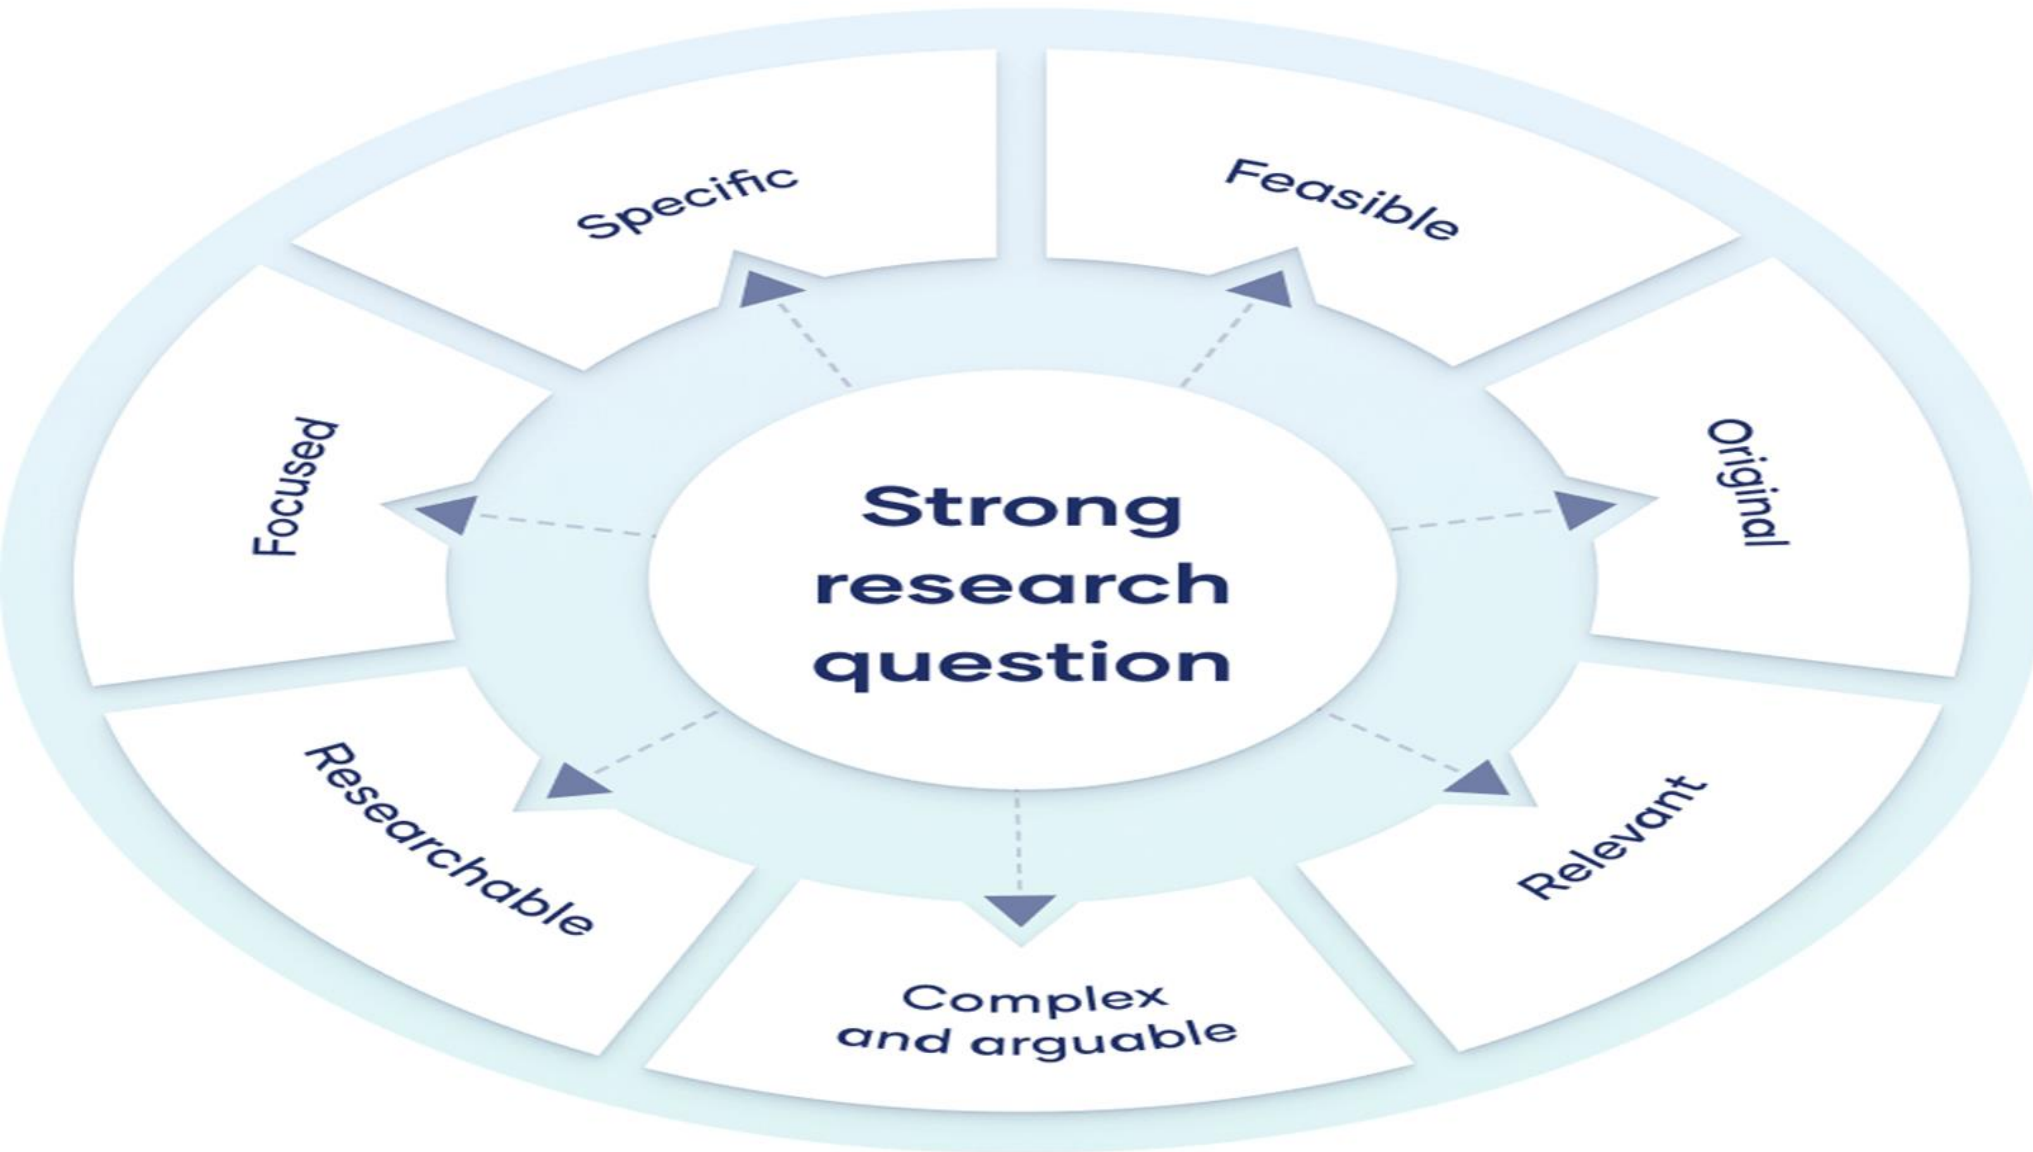 Specific
Feasible
Focused
Original
Strong
research
question
Researchable
Relevant
Complex
and arguable